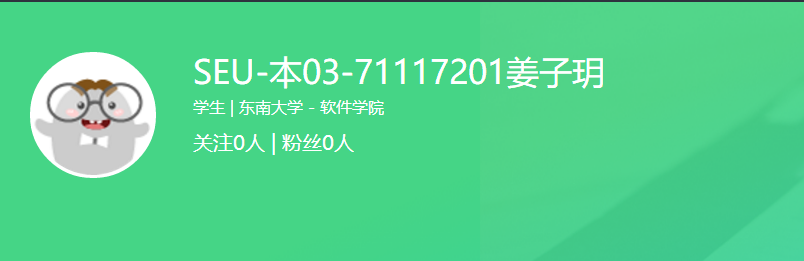 SEU-本03-71117201姜子玥
学生 | 东南大学 - 软件学院
关注0人 | 粉丝0人